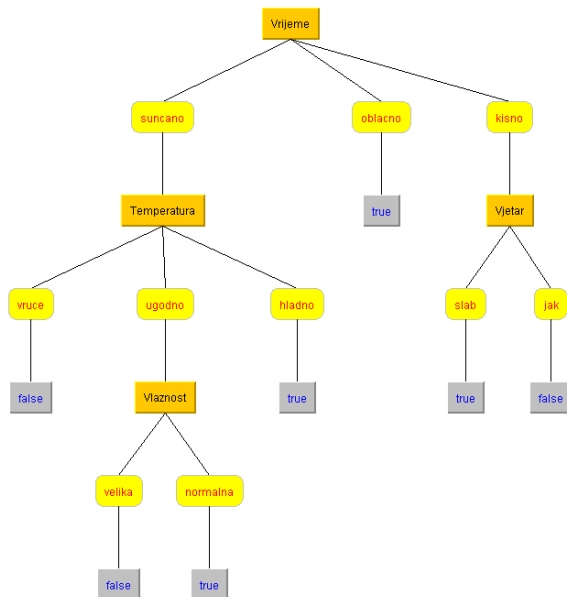 Vrijeme
suncano
oblacno
kisno
Temperatura
true
Vjetar
vruce
ugodno
hladno
slab
jak
false
Vlaznost
true
true
false
velika
normalna
false
true